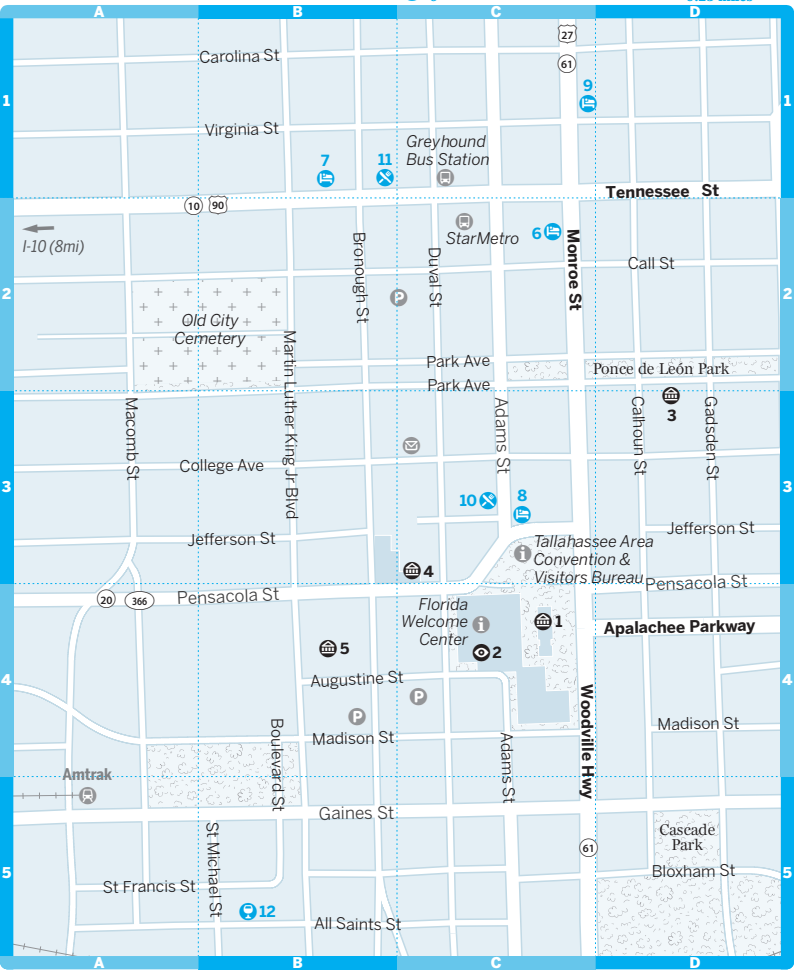 A
B
C
D
27
Carolina St
61
9
1
1
Virginia St
Greyhound
Bus Station
7
11
Tennessee St
10
90
I-10 (8mi)
StarMetro
6
Monroe St
Bronough St
Duval St
Call St
P
2
2
Old City
Cemetery
Martin Luther King Jr Blvd
Park Ave
Ponce de León Park
Park Ave
3
Macomb St
Adams St
Calhoun St
Gadsden St
College Ave
3
3
10
8
Jefferson St
Jefferson St
Tallahassee Area
Convention &
Visitors Bureau
4
Pensacola St
Pensacola St
20
366
Florida
Welcome
Center
1
Apalachee Parkway
5
2
4
4
Augustine St
P
P
Woodville Hwy
Boulevard St
Madison St
Madison St
Adams St
Amtrak
Gaines St
St Michael St
Cascade
Park
61
5
5
Bloxham St
St Francis St
12
All Saints St
A
B
C
D